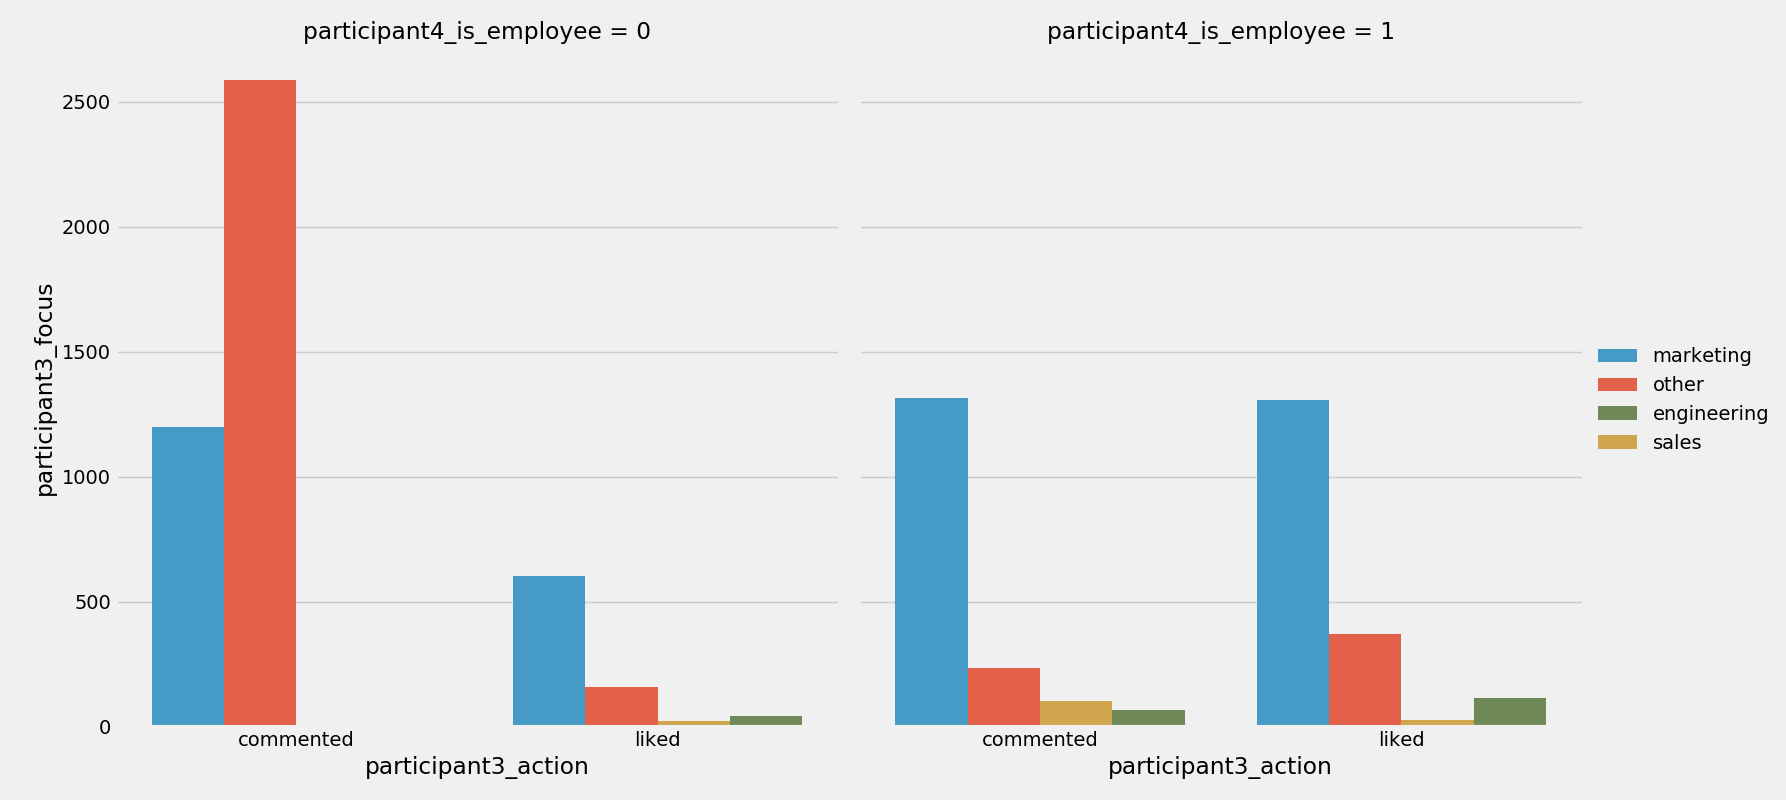 participant4_is_employee = 0
participant4_is_employee = 1
participant3_focus
2500
2000
1500
1000
500
0
commented
liked
commented
liked
participant3_action
participant3_action
marketing
other
engineering
sales